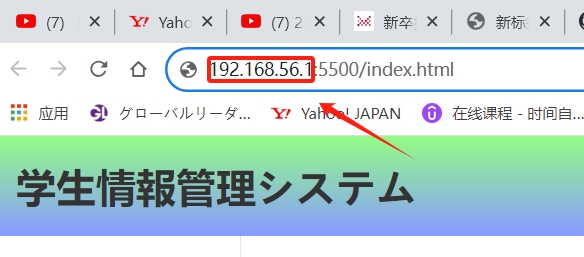 (7)
Yaho
(7) 2
新卒
新标
192.168.56.1:5500/index.html
应用
グローバルリーダ...
Yahoo! JAPAN
在线课程 - 时间自...
学生情報管理システム